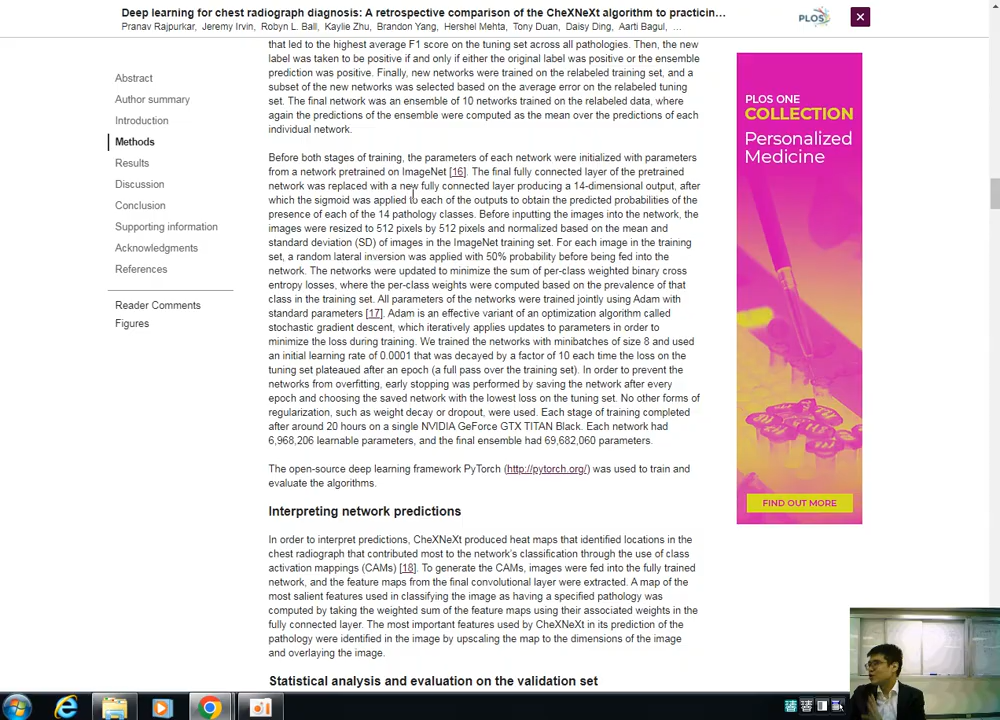 Deep learning for chest radiograph diagnosis: A retrospective comparison of the CheXNeXt algorithm to practicin...
Pranav Rajpurkar, Jeremy Irvin, Robyn L. Ball, Kaylie Zhu, Brandon Yang, Hershel Mehta, Tony Duan, Daisy Ding, Aarti Bagul, ...
PLOS
Abstract
Author summary
Introduction
Methods
Results
Discussion
Conclusion
Supporting information
Acknowledgments
References
Reader Comments
Figures
that led to the highest average F1 score on the tuning set across all pathologies. Then, the new
label was taken to be positive if and only if either the original label was positive or the ensemble
prediction was positive. Finally, new networks were trained on the relabeled training set, and a
subset of the new networks was selected based on the average error on the relabeled tuning
set. The final network was an ensemble of 10 networks trained on the relabeled data, where
again the predictions of the ensemble were computed as the mean over the predictions of each
individual network.
Before both stages of training, the parameters of each network were initialized with parameters
from a network pretrained on ImageNet [16]. The final fully connected layer of the pretrained
network was replaced with a new fully connected layer producing a 14-dimensional output, after
which the sigmoid was applied to each of the outputs to obtain the predicted probabilities of the
presence of each of the 14 pathology classes. Before inputting the images into the network, the
images were resized to 512 pixels by 512 pixels and normalized based on the mean and
standard deviation (SD) of images in the ImageNet training set. For each image in the training
set, a random lateral inversion was applied with 50% probability before being fed into the
network. The networks were updated to minimize the sum of per-class weighted binary cross
entropy losses, where the per-class weights were computed based on the prevalence of that
class in the training set. All parameters of the networks were trained jointly using Adam with
standard parameters [17]. Adam is an effective variant of an optimization algorithm called
stochastic gradient descent, which iteratively applies updates to parameters in order to
minimize the loss during training. We trained the networks with minibatches of size 8 and used
an initial learning rate of 0.0001 that was decayed by a factor of 10 each time the loss on the
tuning set plateaued after an epoch (a full pass over the training set). In order to prevent the
networks from overfitting, early stopping was performed by saving the network after every
epoch and choosing the saved network with the lowest loss on the tuning set. No other forms of
regularization, such as weight decay or dropout, were used. Each stage of training completed
after around 20 hours on a single NVIDIA GeForce GTX TITAN Black. Each network had
6,968,206 learnable parameters, and the final ensemble had 69,682,060 parameters.
The open-source deep learning framework PyTorch (http://pytorch.org/) was used to train and
evaluate the algorithms.
Interpreting network predictions
In order to interpret predictions, CheXNeXt produced heat maps that identified locations in the
chest radiograph that contributed most to the network's classification through the use of class
activation mappings (CAMs) [18]. To generate the CAMs, images were fed into the fully trained
network, and the feature maps from the final convolutional layer were extracted. A map of the
most salient features used in classifying the image as having a specified pathology was
computed by taking the weighted sum of the feature maps using their associated weights in the
fully connected layer. The most important features used by CheXNeXt in its prediction of the
pathology were identified in the image by upscaling the map to the dimensions of the image
and overlaying the image.
Statistical analysis and evaluation on the validation set
PLOS ONE
COLLECTION
Personalized
Medicine
FIND OUT MORE